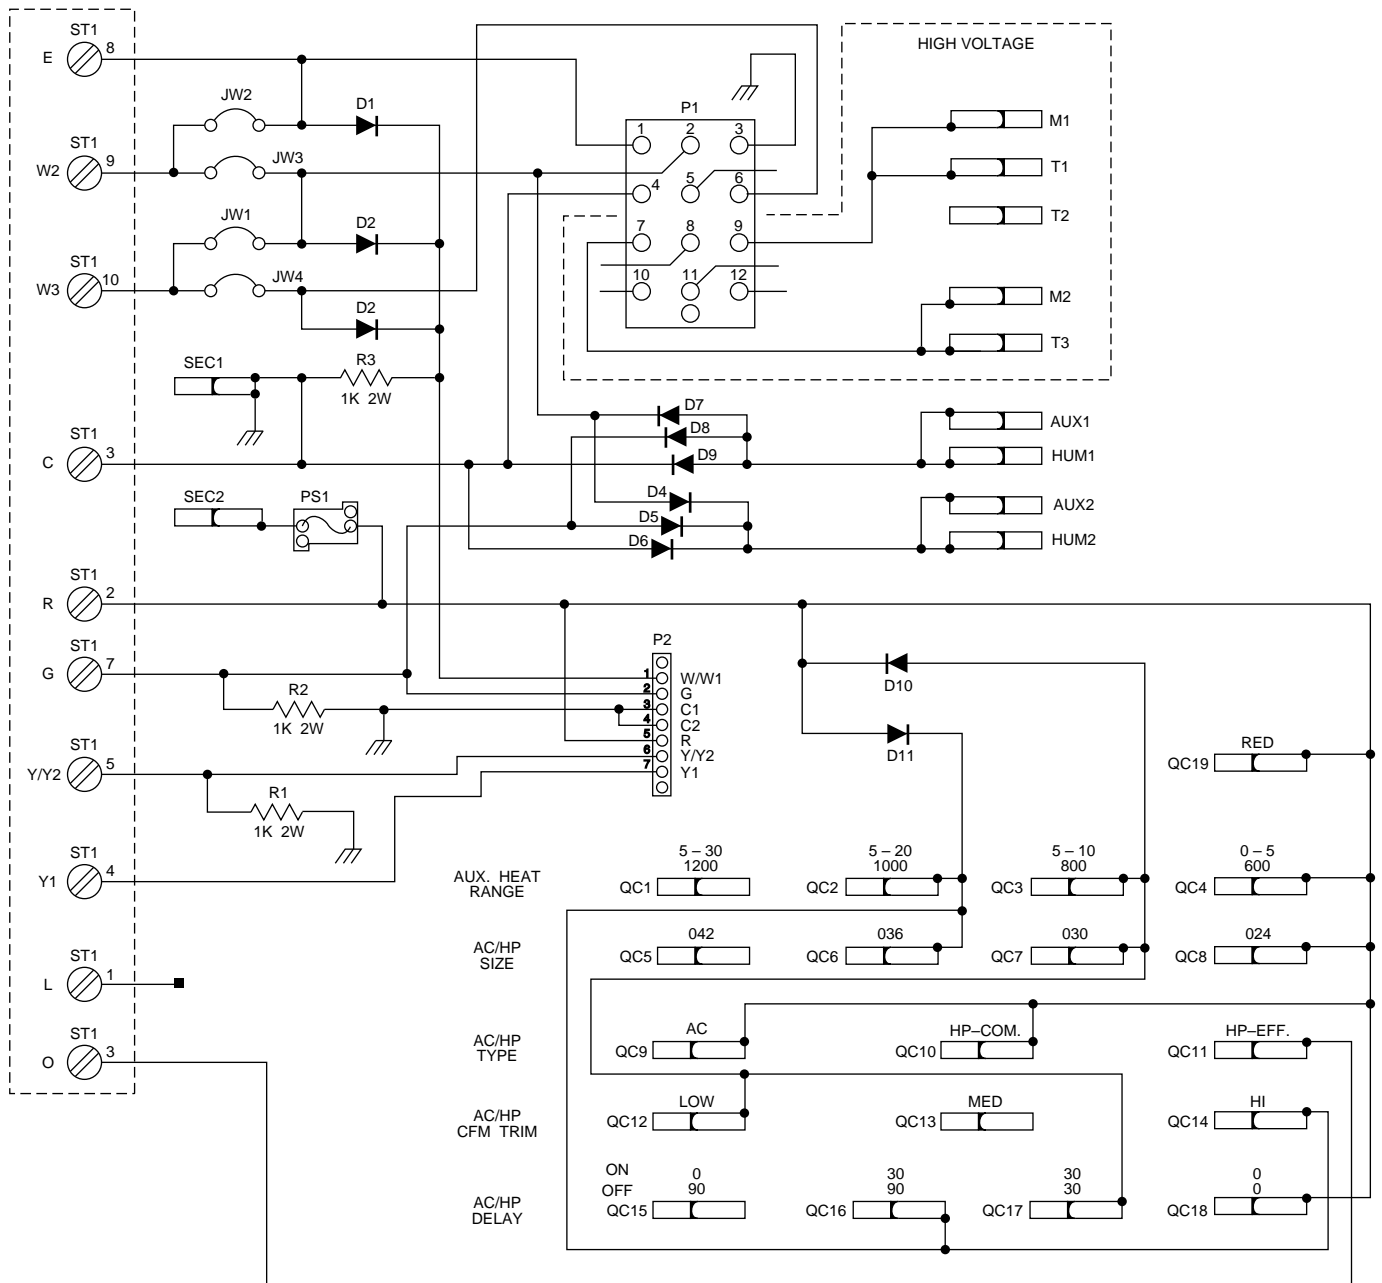 ST1
E 8
JW2
D1
ST1
W2 9
JW3
JW1
D2
ST1
W3 10
JW4
D2
SEC1
R3
1K 2W
ST1
C 3
SEC2
PS1
ST1
R 2
ST1
G 7
R2
1K 2W
ST1
Y/Y2 5
R1
1K 2W
ST1
Y1 4
ST1
L 1
ST1
O 3
P1
1 2 3
4 5 6
7 8 9
10 11 12
HIGH VOLTAGE
M1
T1
T2
M2
T3
D7
D8
D9
D4
D5
D6
AUX1
HUM1
AUX2
HUM2
P2
1 W/W1
2 G
3 C1
4 C2
5 R
6 Y/Y2
7 Y1
D10
D11
RED
QC19
AUX. HEAT
RANGE
5 – 30
1200
QC1
5 – 20
1000
QC2
5 – 10
800
QC3
0 – 5
600
QC4
AC/HP
SIZE
042
QC5
036
QC6
030
QC7
024
QC8
AC/HP
TYPE
AC
QC9
HP–COM.
QC10
HP–EFF.
QC11
AC/HP
CFM TRIM
LOW
QC12
MED
QC13
HI
QC14
AC/HP
DELAY
ON
OFF
0
90
QC15
30
90
QC16
30
30
QC17
0
0
QC18